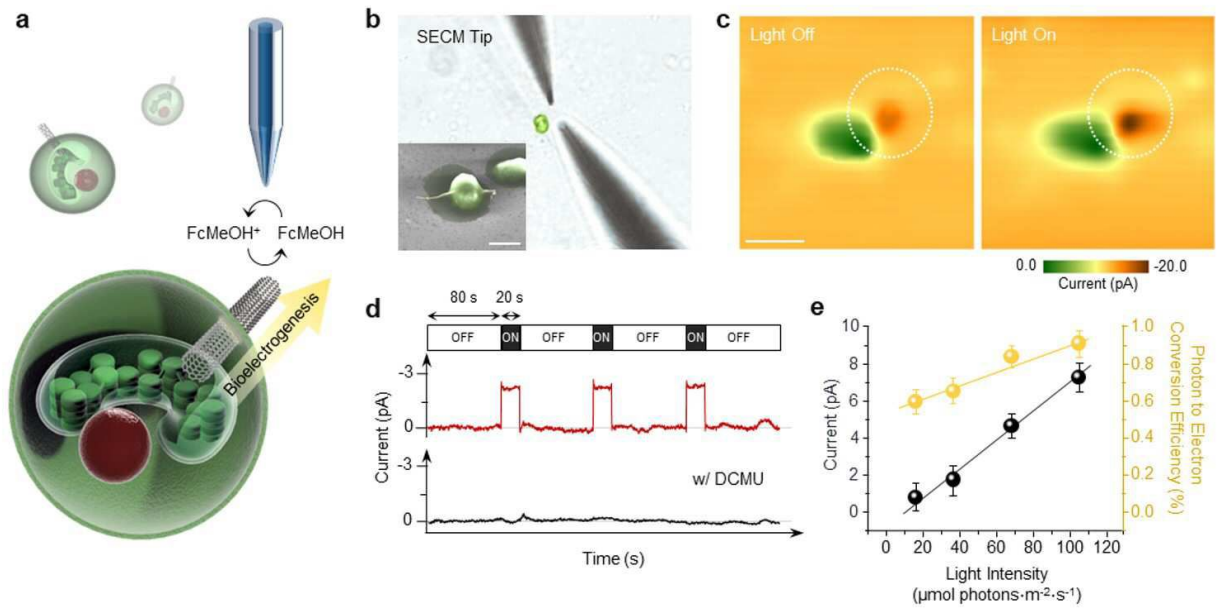 a
FcMeOH⁺ FcMeOH
Bioelectrogenesis
b
SECM Tip
c
Light Off
Light On
0.0 -20.0
Current (pA)
d
80 s 20 s
OFF ON OFF ON OFF ON OFF
-3
0
-3
0
Current (pA)
w/ DCMU
Time (s)
e
10
8
6
4
2
0
Current (pA)
1.0
0.8
0.6
0.4
0.2
0.0
Photon to Electron
Conversion Efficiency (%)
0 20 40 60 80 100 120
Light Intensity
(μmol photons·m⁻²·s⁻¹)